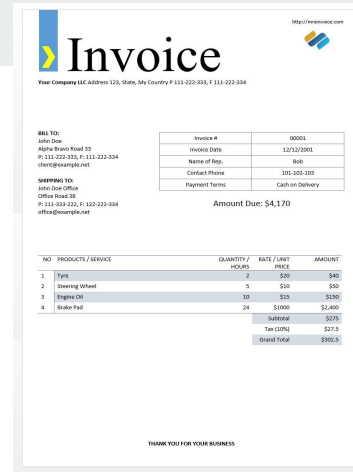 http://mrsinvoice.com
Invoice
Your Company LLC Address 123, State, My Country P 111-222-333, F 111-222-334
BILL TO:
John Doe
Alpha Bravo Road 33
P: 111-222-333, F: 111-222-334
client@example.net
SHIPPING TO:
John Doe Office
Office Road 38
P: 111-333-222, F: 122-222-334
office@example.net
Invoice # 00001
Invoice Date 12/12/2001
Name of Rep. Bob
Contact Phone 101-102-103
Payment Terms Cash on Delivery
Amount Due: $4,170
NO PRODUCTS / SERVICE QUANTITY / HOURS RATE / UNIT PRICE AMOUNT
1 Tyre 2 $20 $40
2 Steering Wheel 5 $10 $50
3 Engine Oil 10 $15 $150
4 Brake Pad 24 $1000 $2,400
Subtotal $275
Tax (10%) $27.5
Grand Total $302.5
THANK YOU FOR YOUR BUSINESS